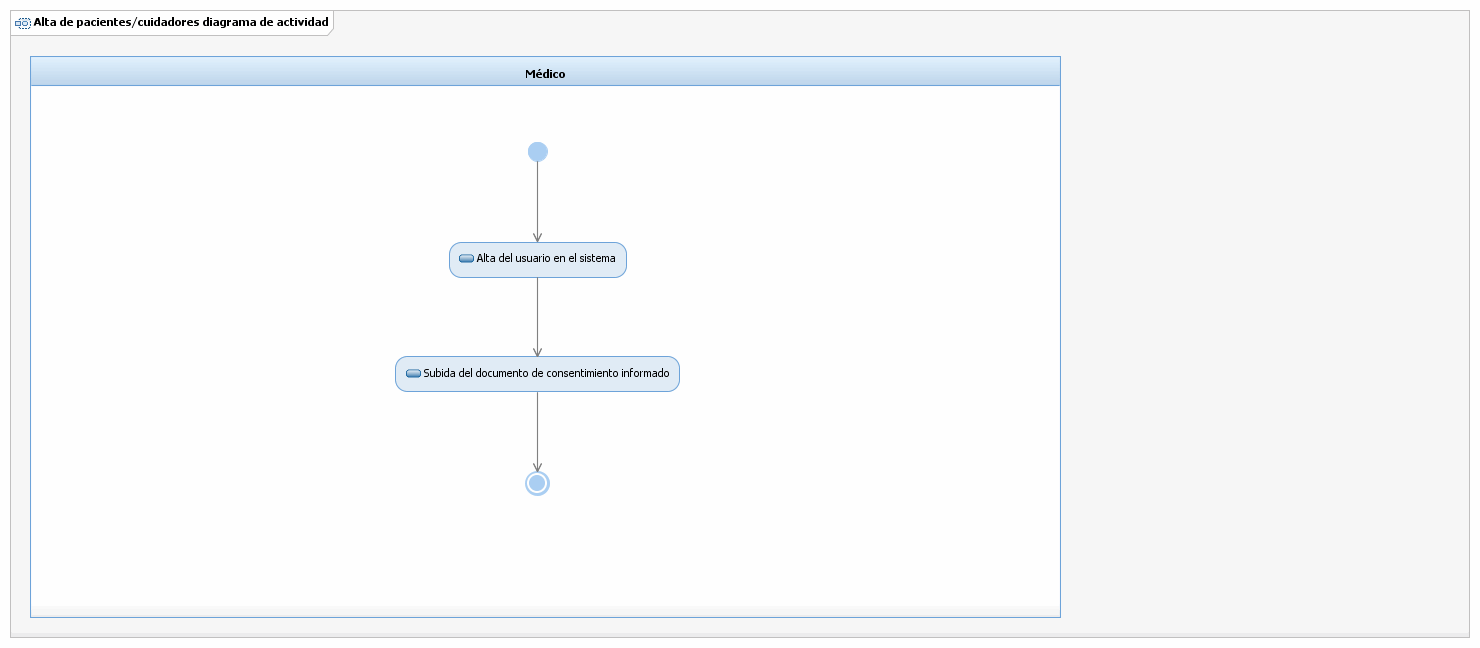 Alta de pacientes/cuidadores diagrama de actividad
Médico
Alta del usuario en el sistema
Subida del documento de consentimiento informado